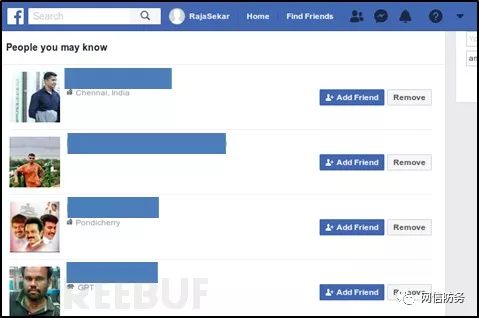 f Search RajaSekar Home Find Friends
People you may know
Chennai, India
Add Friend Remove
Add Friend Remove
Pondicherry
Add Friend Remove
GPT
Add Friend Remove
REEBUF
网信防务